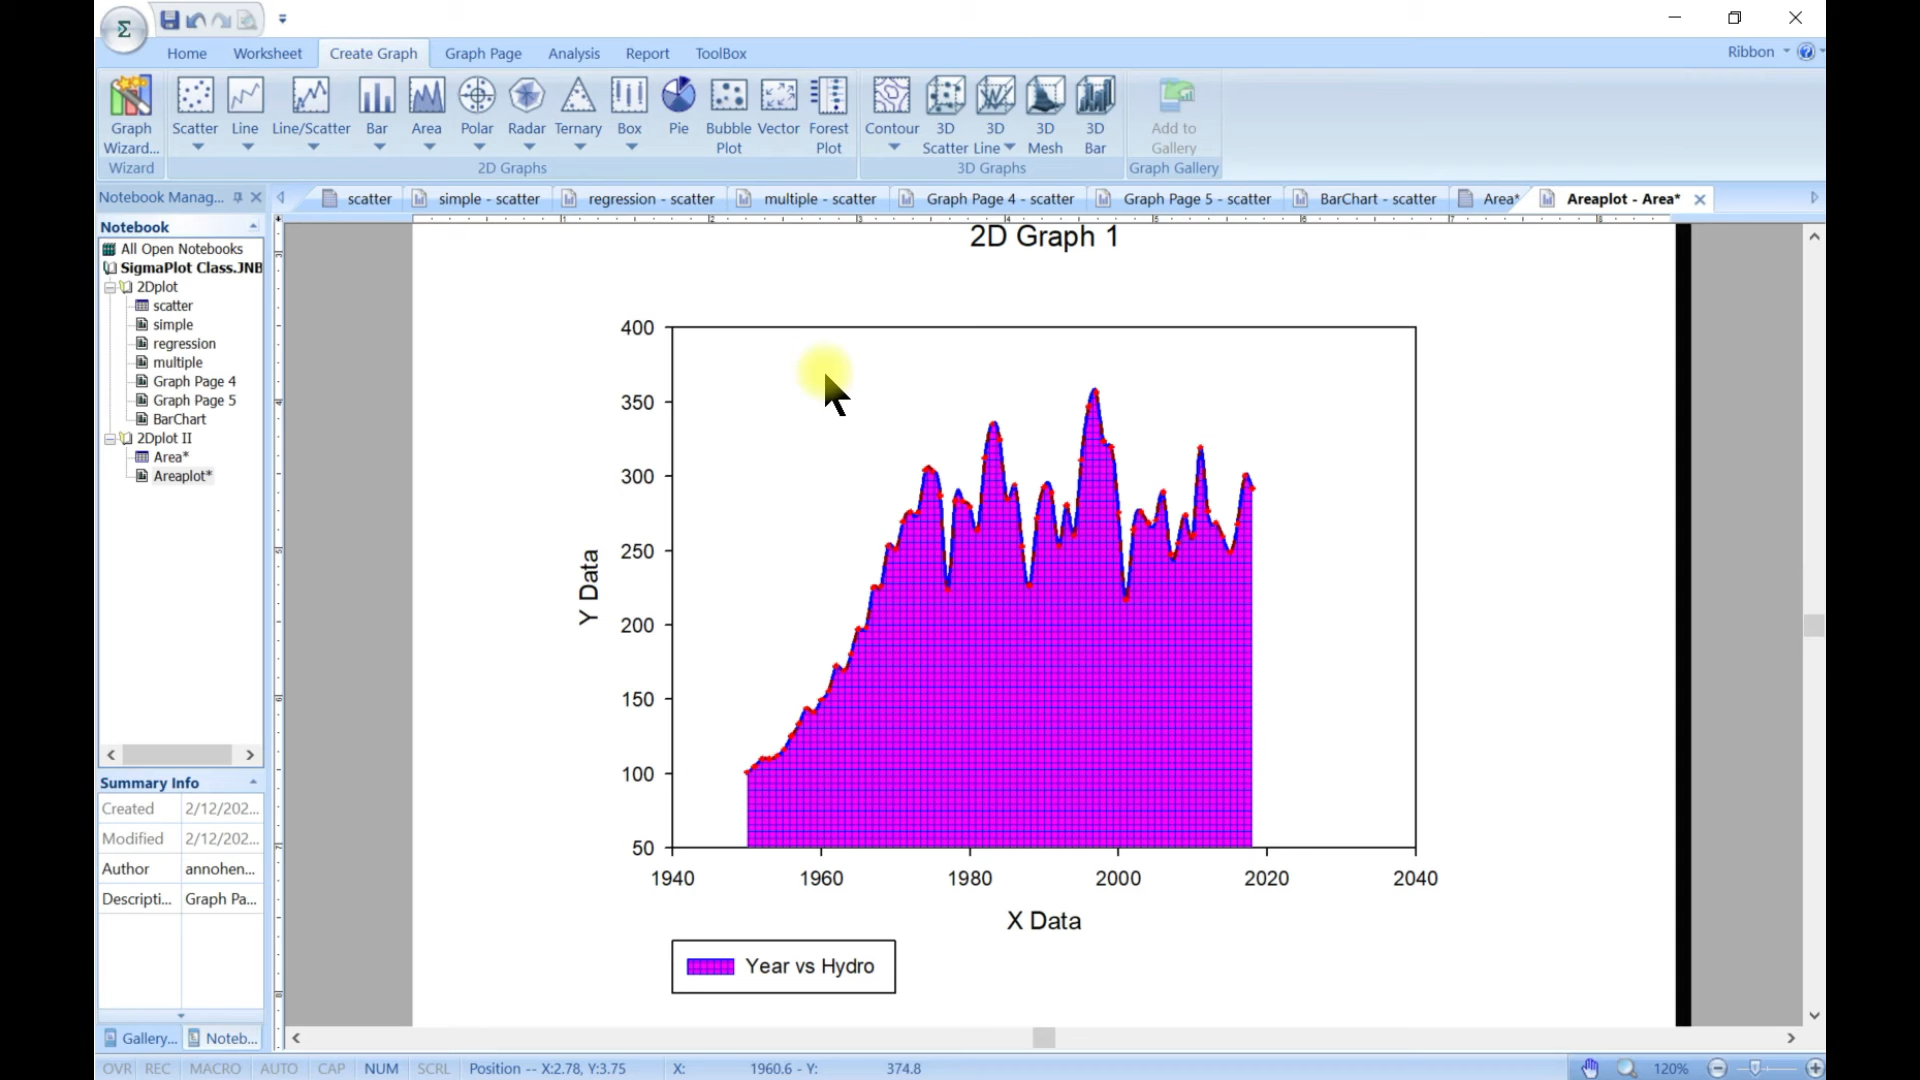 Σ
Home Worksheet Create Graph Graph Page Analysis Report ToolBox Ribbon
Graph Wizard...
Scatter
Line
Line/Scatter
Bar
Area
Polar
Radar
Ternary
Box
Pie
Bubble Plot
Vector
Forest Plot
Contour
3D Scatter
3D Line
3D Mesh
3D Bar
Add to Gallery
Wizard 2D Graphs 3D Graphs Graph Gallery
Notebook Manag...
scatter simple - scatter regression - scatter multiple - scatter Graph Page 4 - scatter Graph Page 5 - scatter BarChart - scatter Area* Areaplot - Area*
Notebook
All Open Notebooks
SigmaPlot Class.JNB
2Dplot
scatter
simple
regression
multiple
Graph Page 4
Graph Page 5
BarChart
2Dplot II
Area*
Areaplot*
Summary Info
Created 2/12/202...
Modified 2/12/202...
Author annohen...
Descripti... Graph Pa...
Gallery... Noteb...
2D Graph 1
400
350
300
250
200
150
100
50
Y Data
1940 1960 1980 2000 2020 2040
X Data
Year vs Hydro
OVR REC MACRO AUTO CAP NUM SCRL Position -- X:2.78, Y:3.75 X: 1960.6 - Y: 374.8 120%